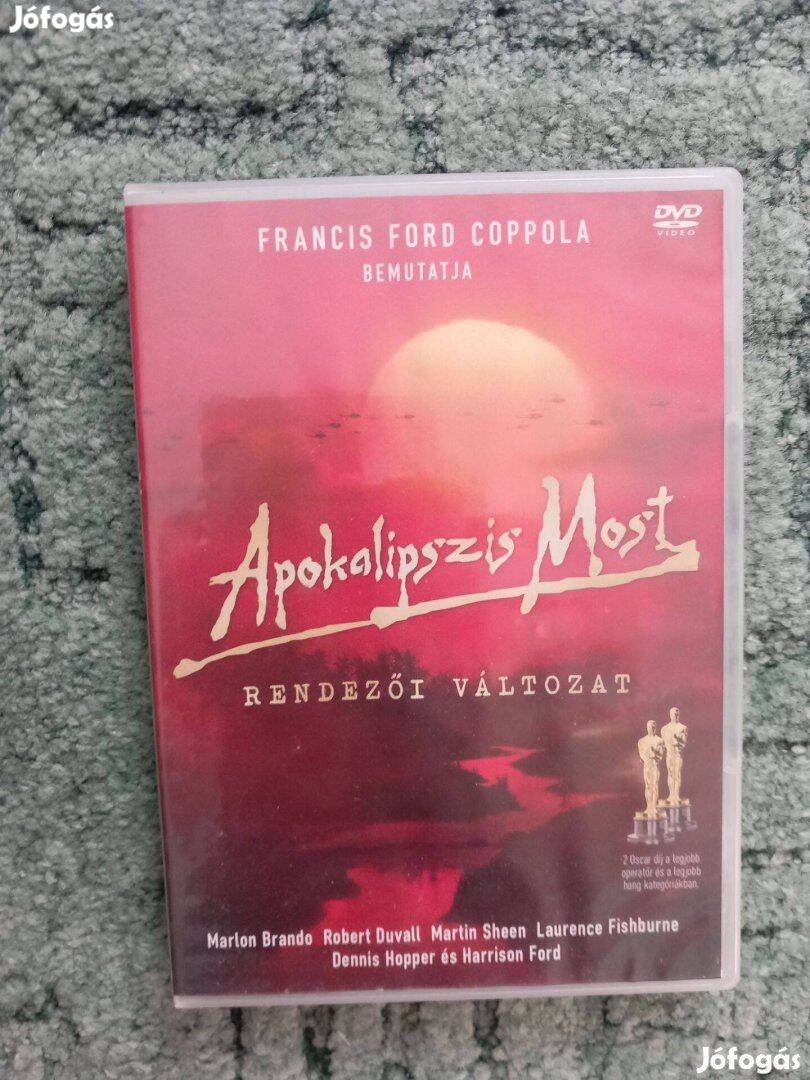 Jófogás
DVD
VIDEO
FRANCIS FORD COPPOLA
BEMUTATJA
Apokalipszis Most
RENDEZŐI VÁLTOZAT
2 Oscar díj a legjobb
operatőr és a legjobb
hang kategóriákban.
Marlon Brando Robert Duvall Martin Sheen Laurence Fishburne
Dennis Hopper és Harrison Ford
Jófogás